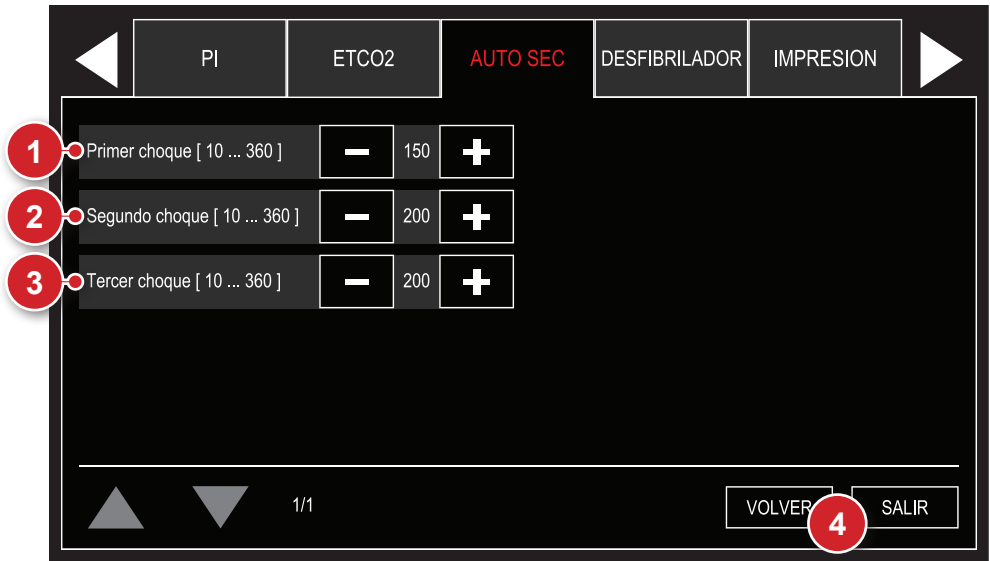 PI ETCO2 AUTO SEC DESFIBRILADOR IMPRESION
1 Primer choque [ 10 ... 360 ] − 150 +
2 Segundo choque [ 10 ... 360 ] − 200 +
3 Tercer choque [ 10 ... 360 ] − 200 +
1/1 VOLVER 4 SALIR